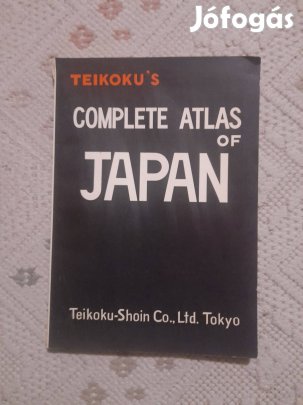 Jófogás
TEIKOKU'S
COMPLETE ATLAS
OF
JAPAN
Teikoku-Shoin Co., Ltd. Tokyo